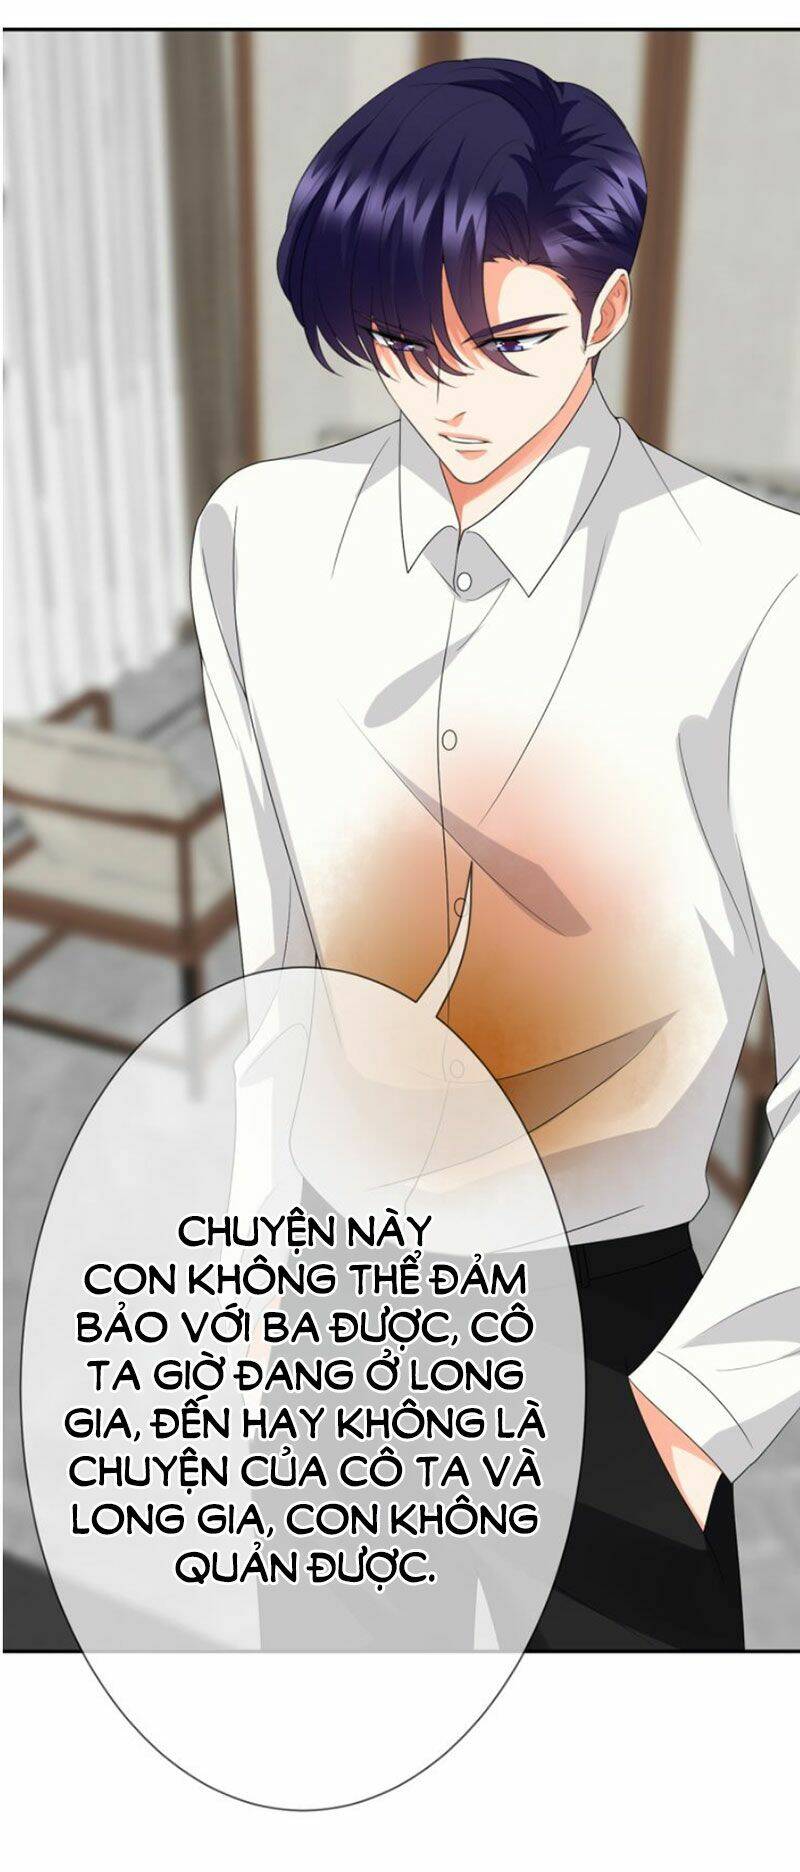 CHUYỆN NÀY
CON KHÔNG THỂ ĐẢM
BẢO VỚI BA ĐƯỢC, CÔ
TA GIỜ ĐANG Ở LONG
GIA, ĐẾN HAY KHÔNG LÀ
CHUYỆN CỦA CÔ TA VÀ
LONG GIA, CON KHÔNG
QUẢN ĐƯỢC.